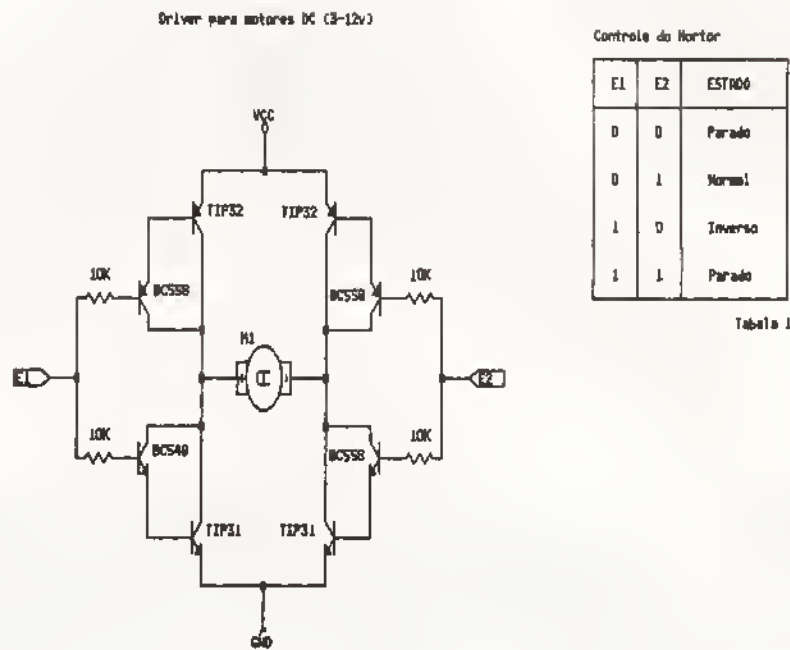 Driver para motores DC (3-12v)
Controle do Mortor
E1 E2 ESTADO
0 0 Parado
0 1 Normal
1 0 Inverso
1 1 Parado
Tabela 1
VCC
TIP32
TIP32
10K
10K
BC558
BC558
M1
E1
E2
10K
10K
BC548
BC558
TIP31
TIP31
GND